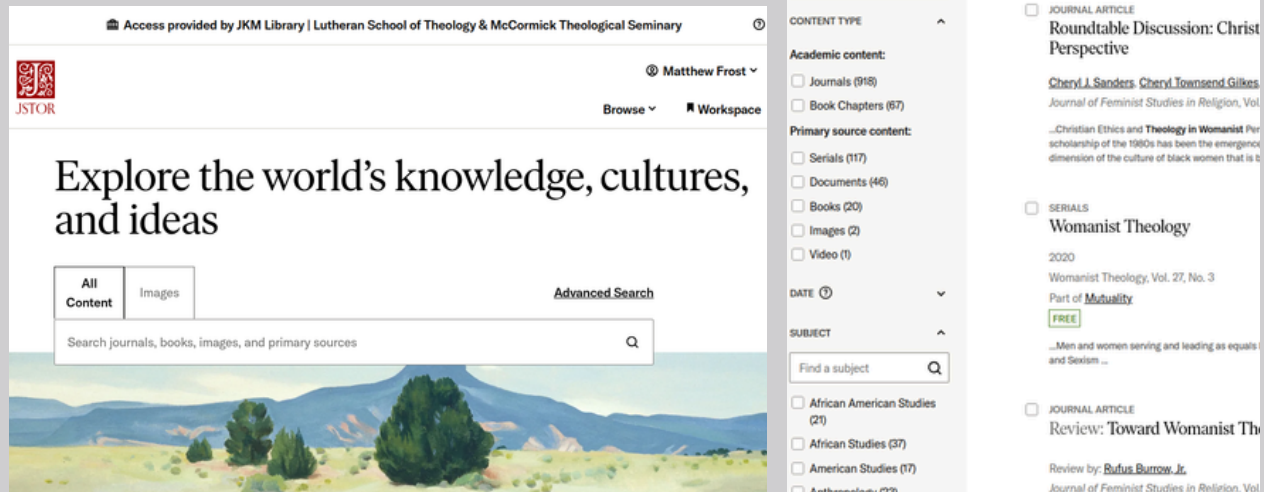 Access provided by JKM Library | Lutheran School of Theology & McCormick Theological Seminary
JSTOR
Matthew Frost
Browse
Workspace
Explore the world's knowledge, cultures,
and ideas
All
Content
Images
Advanced Search
Search journals, books, images, and primary sources
CONTENT TYPE
Academic content:
Journals (918)
Book Chapters (67)
Primary source content:
Serials (117)
Documents (46)
Books (20)
Images (2)
Video (1)
DATE
SUBJECT
Find a subject
African American Studies
(21)
African Studies (37)
American Studies (17)
JOURNAL ARTICLE
Roundtable Discussion: Christ
Perspective
Cheryl J. Sanders, Cheryl Townsend Gilkes
Journal of Feminist Studies in Religion, Vol
...Christian Ethics and Theology in Womanist Per
scholarship of the 1980s has been the emergence
dimension of the culture of black women that is b
SERIALS
Womanist Theology
2020
Womanist Theology, Vol. 27, No. 3
Part of Mutuality
FREE
...Men and women serving and leading as equals
and Sexism ...
JOURNAL ARTICLE
Review: Toward Womanist Th
Review by: Rufus Burrow, Jr.
Journal of Feminist Studies in Religion, Vol